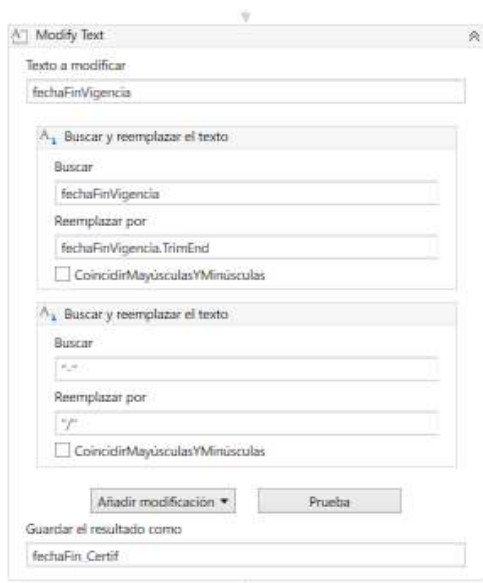 Modify Text
Texto a modificar
fechaFinVigencia
Buscar y reemplazar el texto
Buscar
fechaFinVigencia
Reemplazar por
fechaFinVigencia.TrimEnd
CoincidirMayúsculasYMinúsculas
Buscar y reemplazar el texto
Buscar
"-"
Reemplazar por
"/"
CoincidirMayúsculasYMinúsculas
Añadir modificación Prueba
Guardar el resultado como
fechaFin_Certif